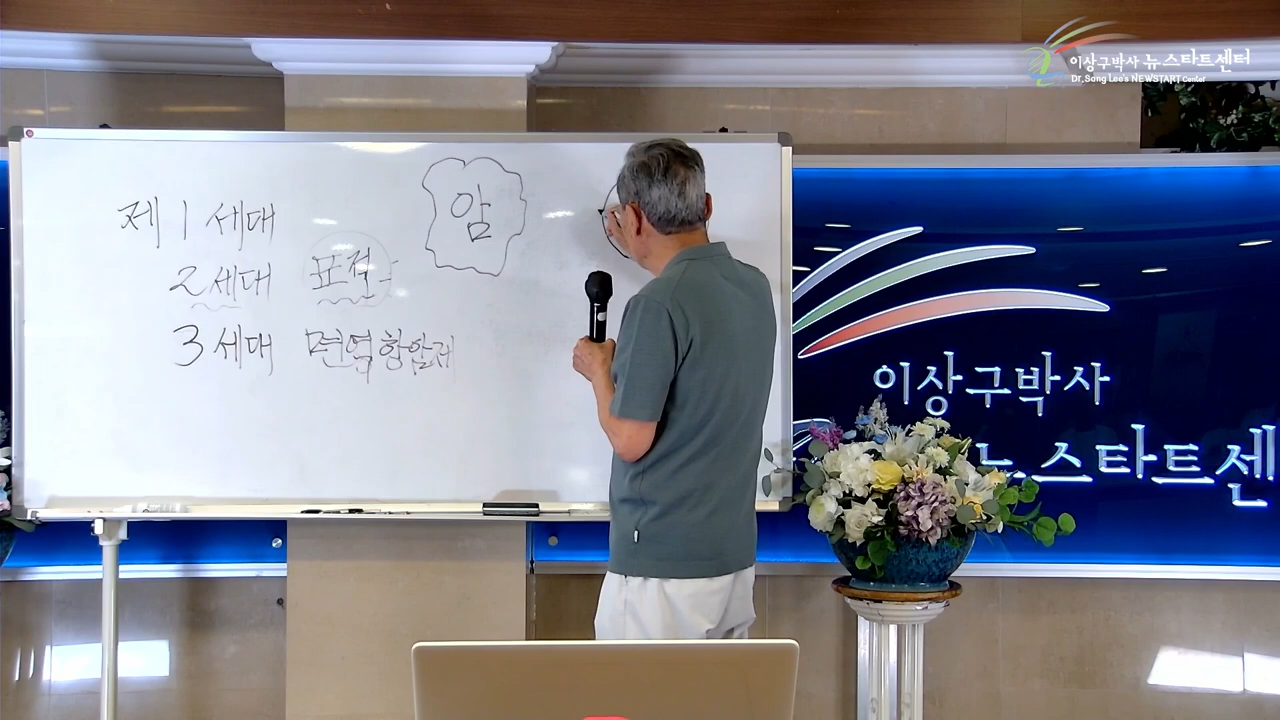 이상구박사 뉴스타트센터
Dr. Sang Lee's NEWSTART Center
암
제 1 세대
2 세대 표적
3 세대 면역항암제
이상구박사
뉴스타트센